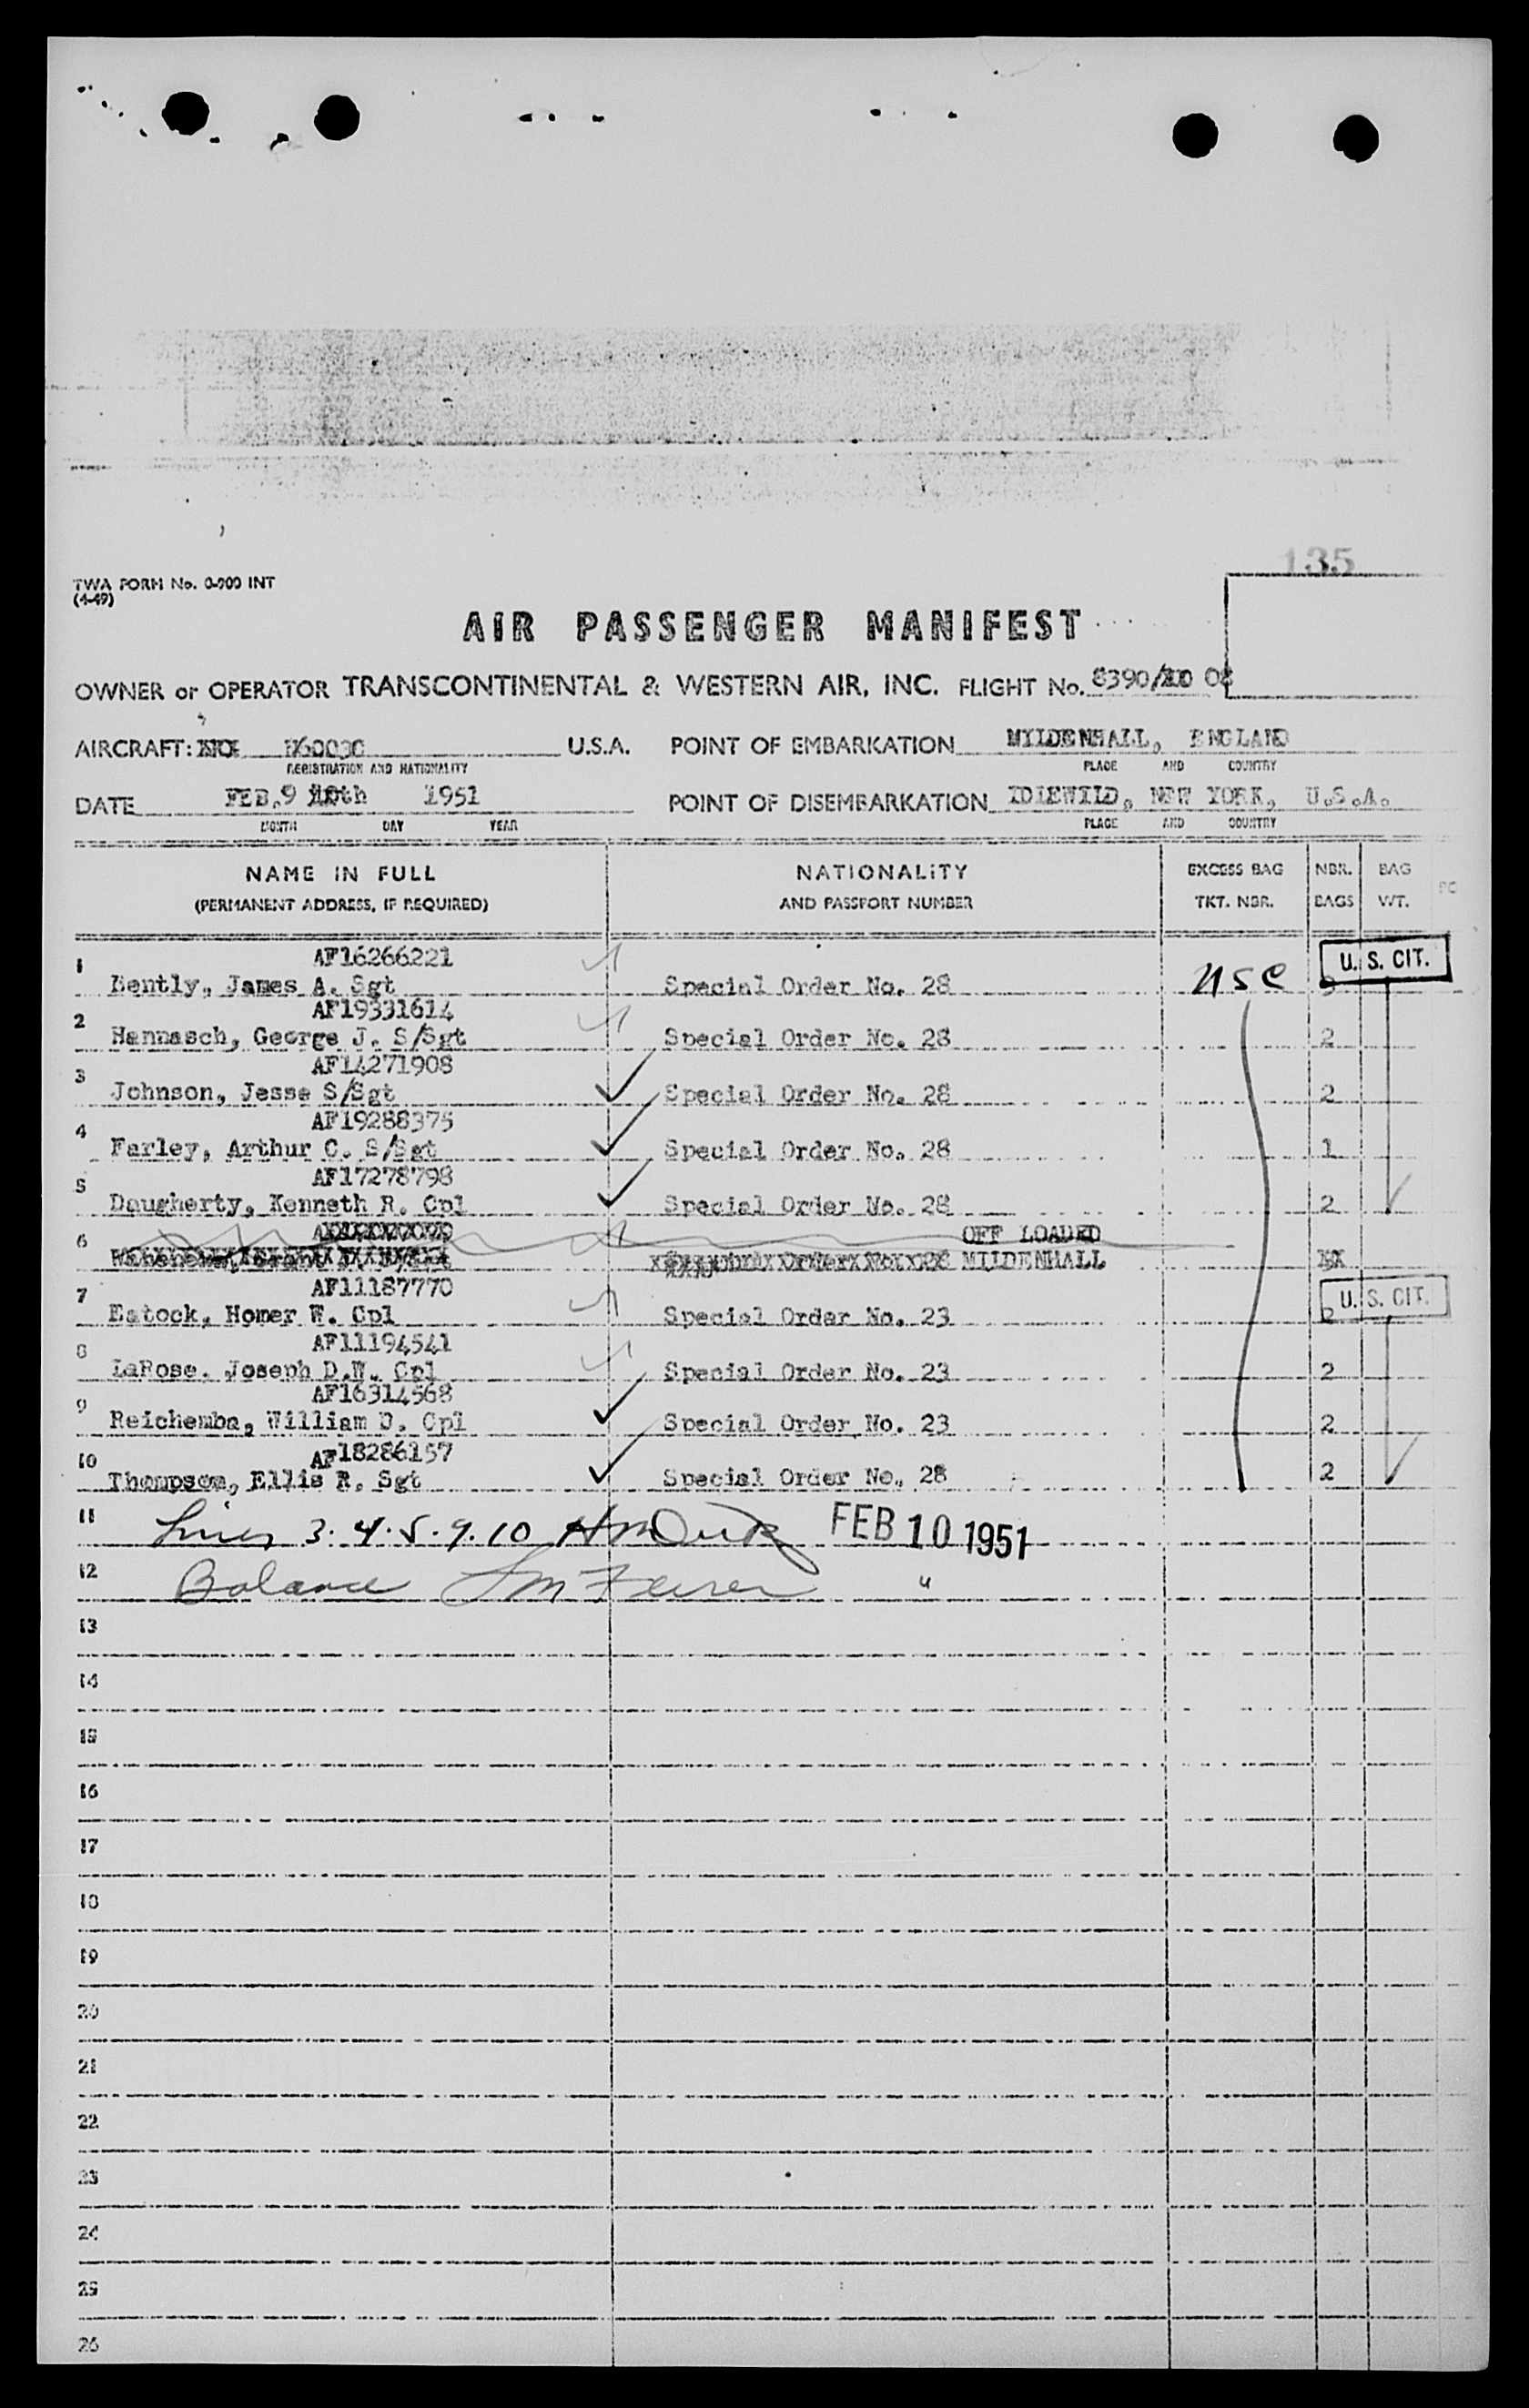 135
TWA FORM No. 0-900 INT
(4-49)
AIR PASSENGER MANIFEST
OWNER or OPERATOR TRANSCONTINENTAL & WESTERN AIR, INC. FLIGHT No. 8390/ 08
AIRCRAFT: U.S.A. POINT OF EMBARKATION MILDENHALL, ENGLAND
REGISTRATION AND NATIONALITY PLACE AND COUNTRY
DATE FEB. 9 1951 POINT OF DISEMBARKATION IDLEWILD, NEW YORK, U.S.A.
MONTH DAY YEAR PLACE AND COUNTRY
NAME IN FULL NATIONALITY EXCESS BAG NBR. BAG
(PERMANENT ADDRESS, IF REQUIRED) AND PASSPORT NUMBER TKT. NBR. BAGS WT.
AF16266221
1 Bently, James A. Sgt Special Order No. 28 USC U.S. CIT.
AF19331614
2 Hannasch, George J. S/Sgt Special Order No. 28 2
AF14271908
3 Johnson, Jesse S/Sgt Special Order No. 28 2
AF19288375
4 Farley, Arthur C. S/Sgt Special Order No. 28 1
AF17278798
5 Daugherty, Kenneth R. Cpl Special Order No. 28 2
6 OFF LOADED
MILDENHALL
AF11187770
7 Eatock, Homer W. Cpl Special Order No. 23 2 U.S. CIT.
AF11194541
8 LaRose, Joseph D.W. Cpl Special Order No. 23 2
AF16314568
9 Reichemba, William D. Cpl Special Order No. 23 2
AF18286157
10 Thompson, Ellis R. Sgt Special Order No. 28 2
11 Lines 3.4.5.9.10 FEB 10 1951
12 Balance "
13
14
15
16
17
18
19
20
21
22
23
24
25
26